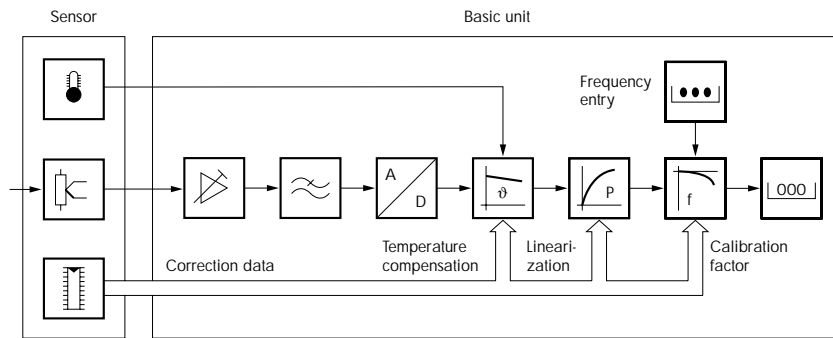 Sensor
Basic unit
Frequency
entry
A
D
ϑ
P
f
000
Correction data
Temperature
compensation
Lineari-
zation
Calibration
factor